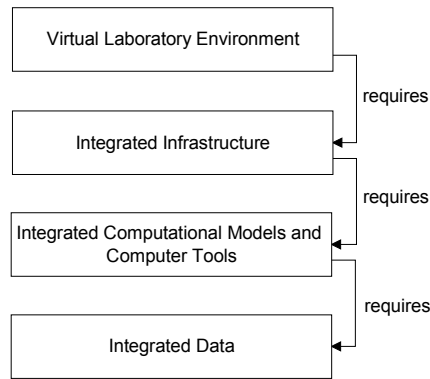 Virtual Laboratory Environment
requires
Integrated Infrastructure
requires
Integrated Computational Models and
Computer Tools
requires
Integrated Data